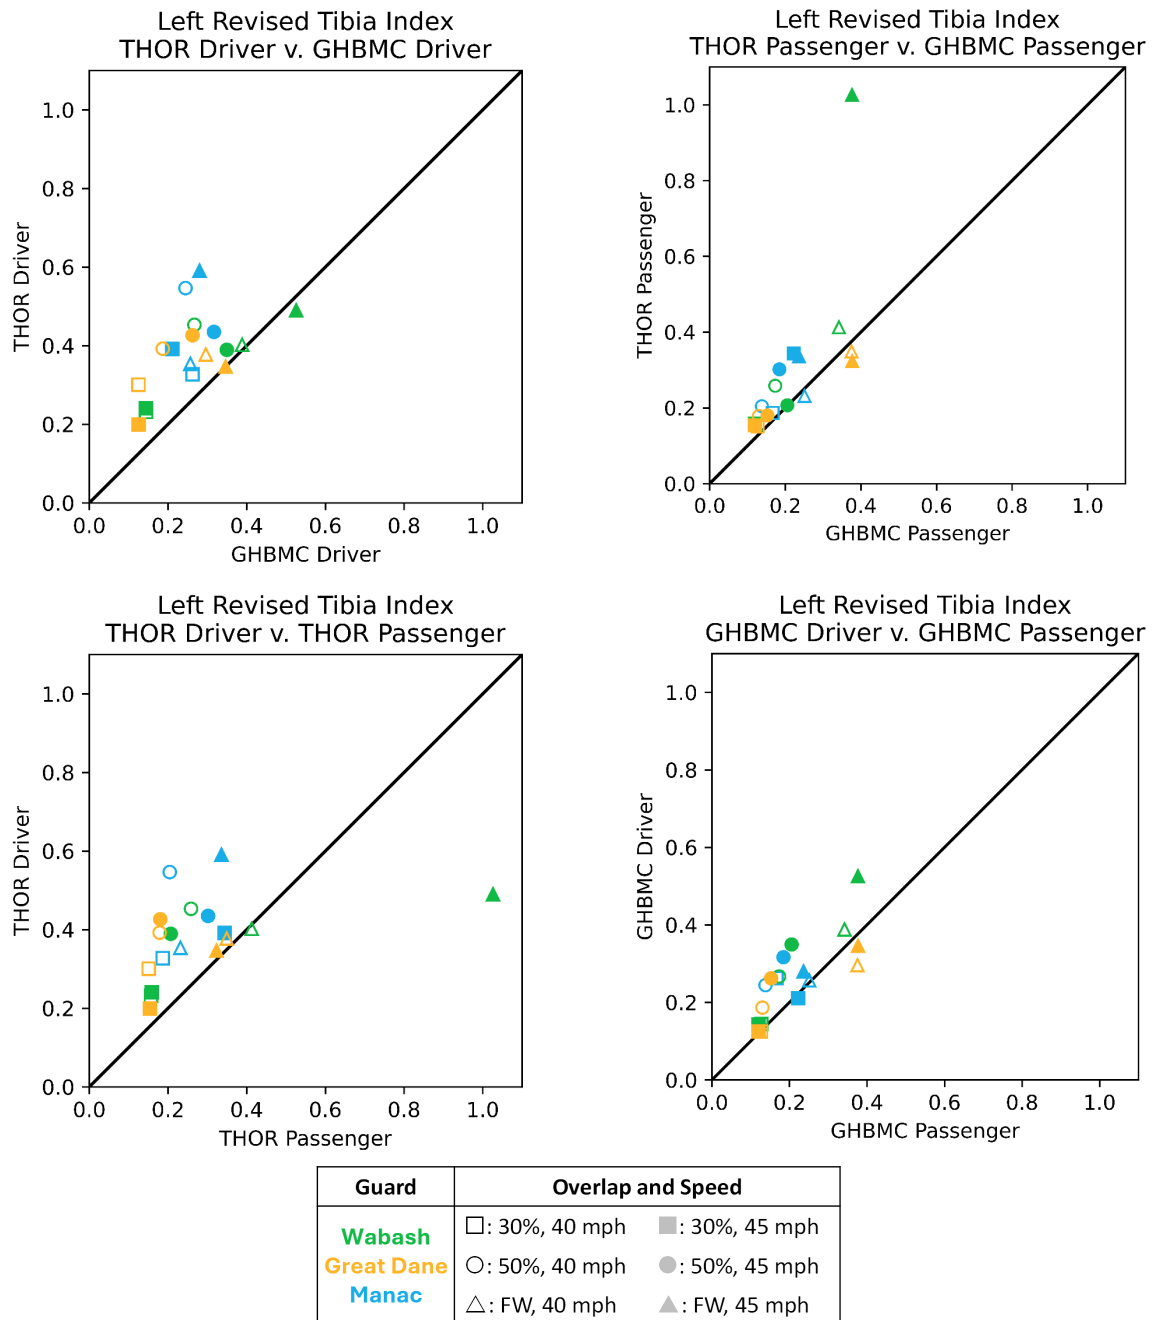 Left Revised Tibia Index
THOR Driver v. GHBMC Driver
1.0
0.8
0.6
0.4
0.2
0.0
THOR Driver
0.0 0.2 0.4 0.6 0.8 1.0
GHBMC Driver
Left Revised Tibia Index
THOR Passenger v. GHBMC Passenger
1.0
0.8
0.6
0.4
0.2
0.0
THOR Passenger
0.0 0.2 0.4 0.6 0.8 1.0
GHBMC Passenger
Left Revised Tibia Index
THOR Driver v. THOR Passenger
1.0
0.8
0.6
0.4
0.2
0.0
THOR Driver
0.0 0.2 0.4 0.6 0.8 1.0
THOR Passenger
Left Revised Tibia Index
GHBMC Driver v. GHBMC Passenger
1.0
0.8
0.6
0.4
0.2
0.0
GHBMC Driver
0.0 0.2 0.4 0.6 0.8 1.0
GHBMC Passenger
Guard Overlap and Speed
Wabash
Great Dane
Manac
: 30%, 40 mph : 30%, 45 mph
: 50%, 40 mph : 50%, 45 mph
: FW, 40 mph : FW, 45 mph